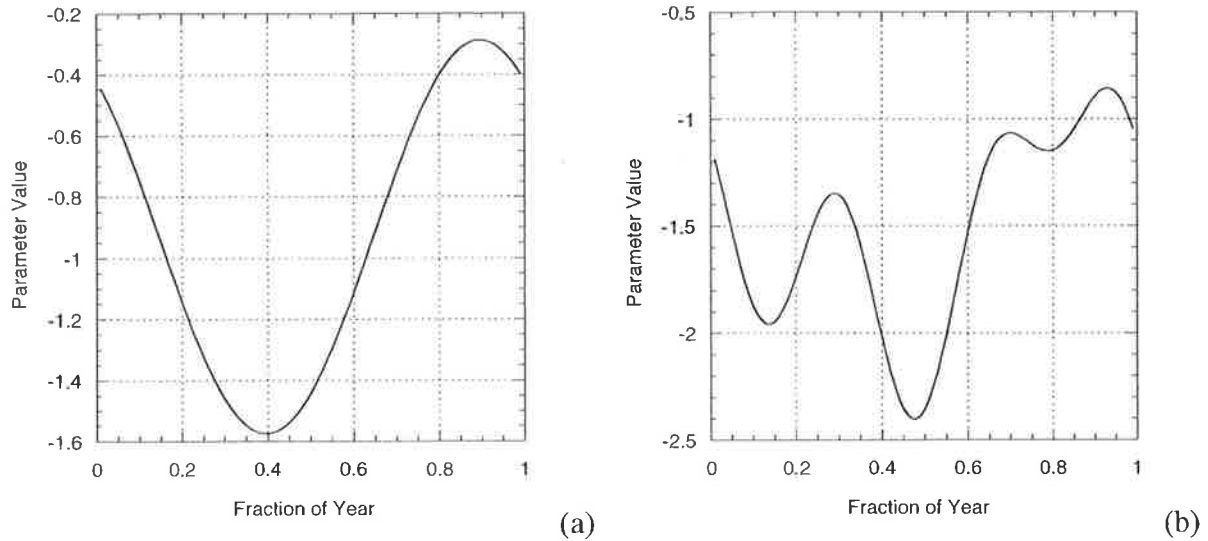 -0.2
-0.4
-0.6
-0.8
-1
-1.2
-1.4
-1.6
Parameter Value
0 0.2 0.4 0.6 0.8 1
Fraction of Year
(a)
-0.5
-1
-1.5
-2
-2.5
Parameter Value
0 0.2 0.4 0.6 0.8 1
Fraction of Year
(b)